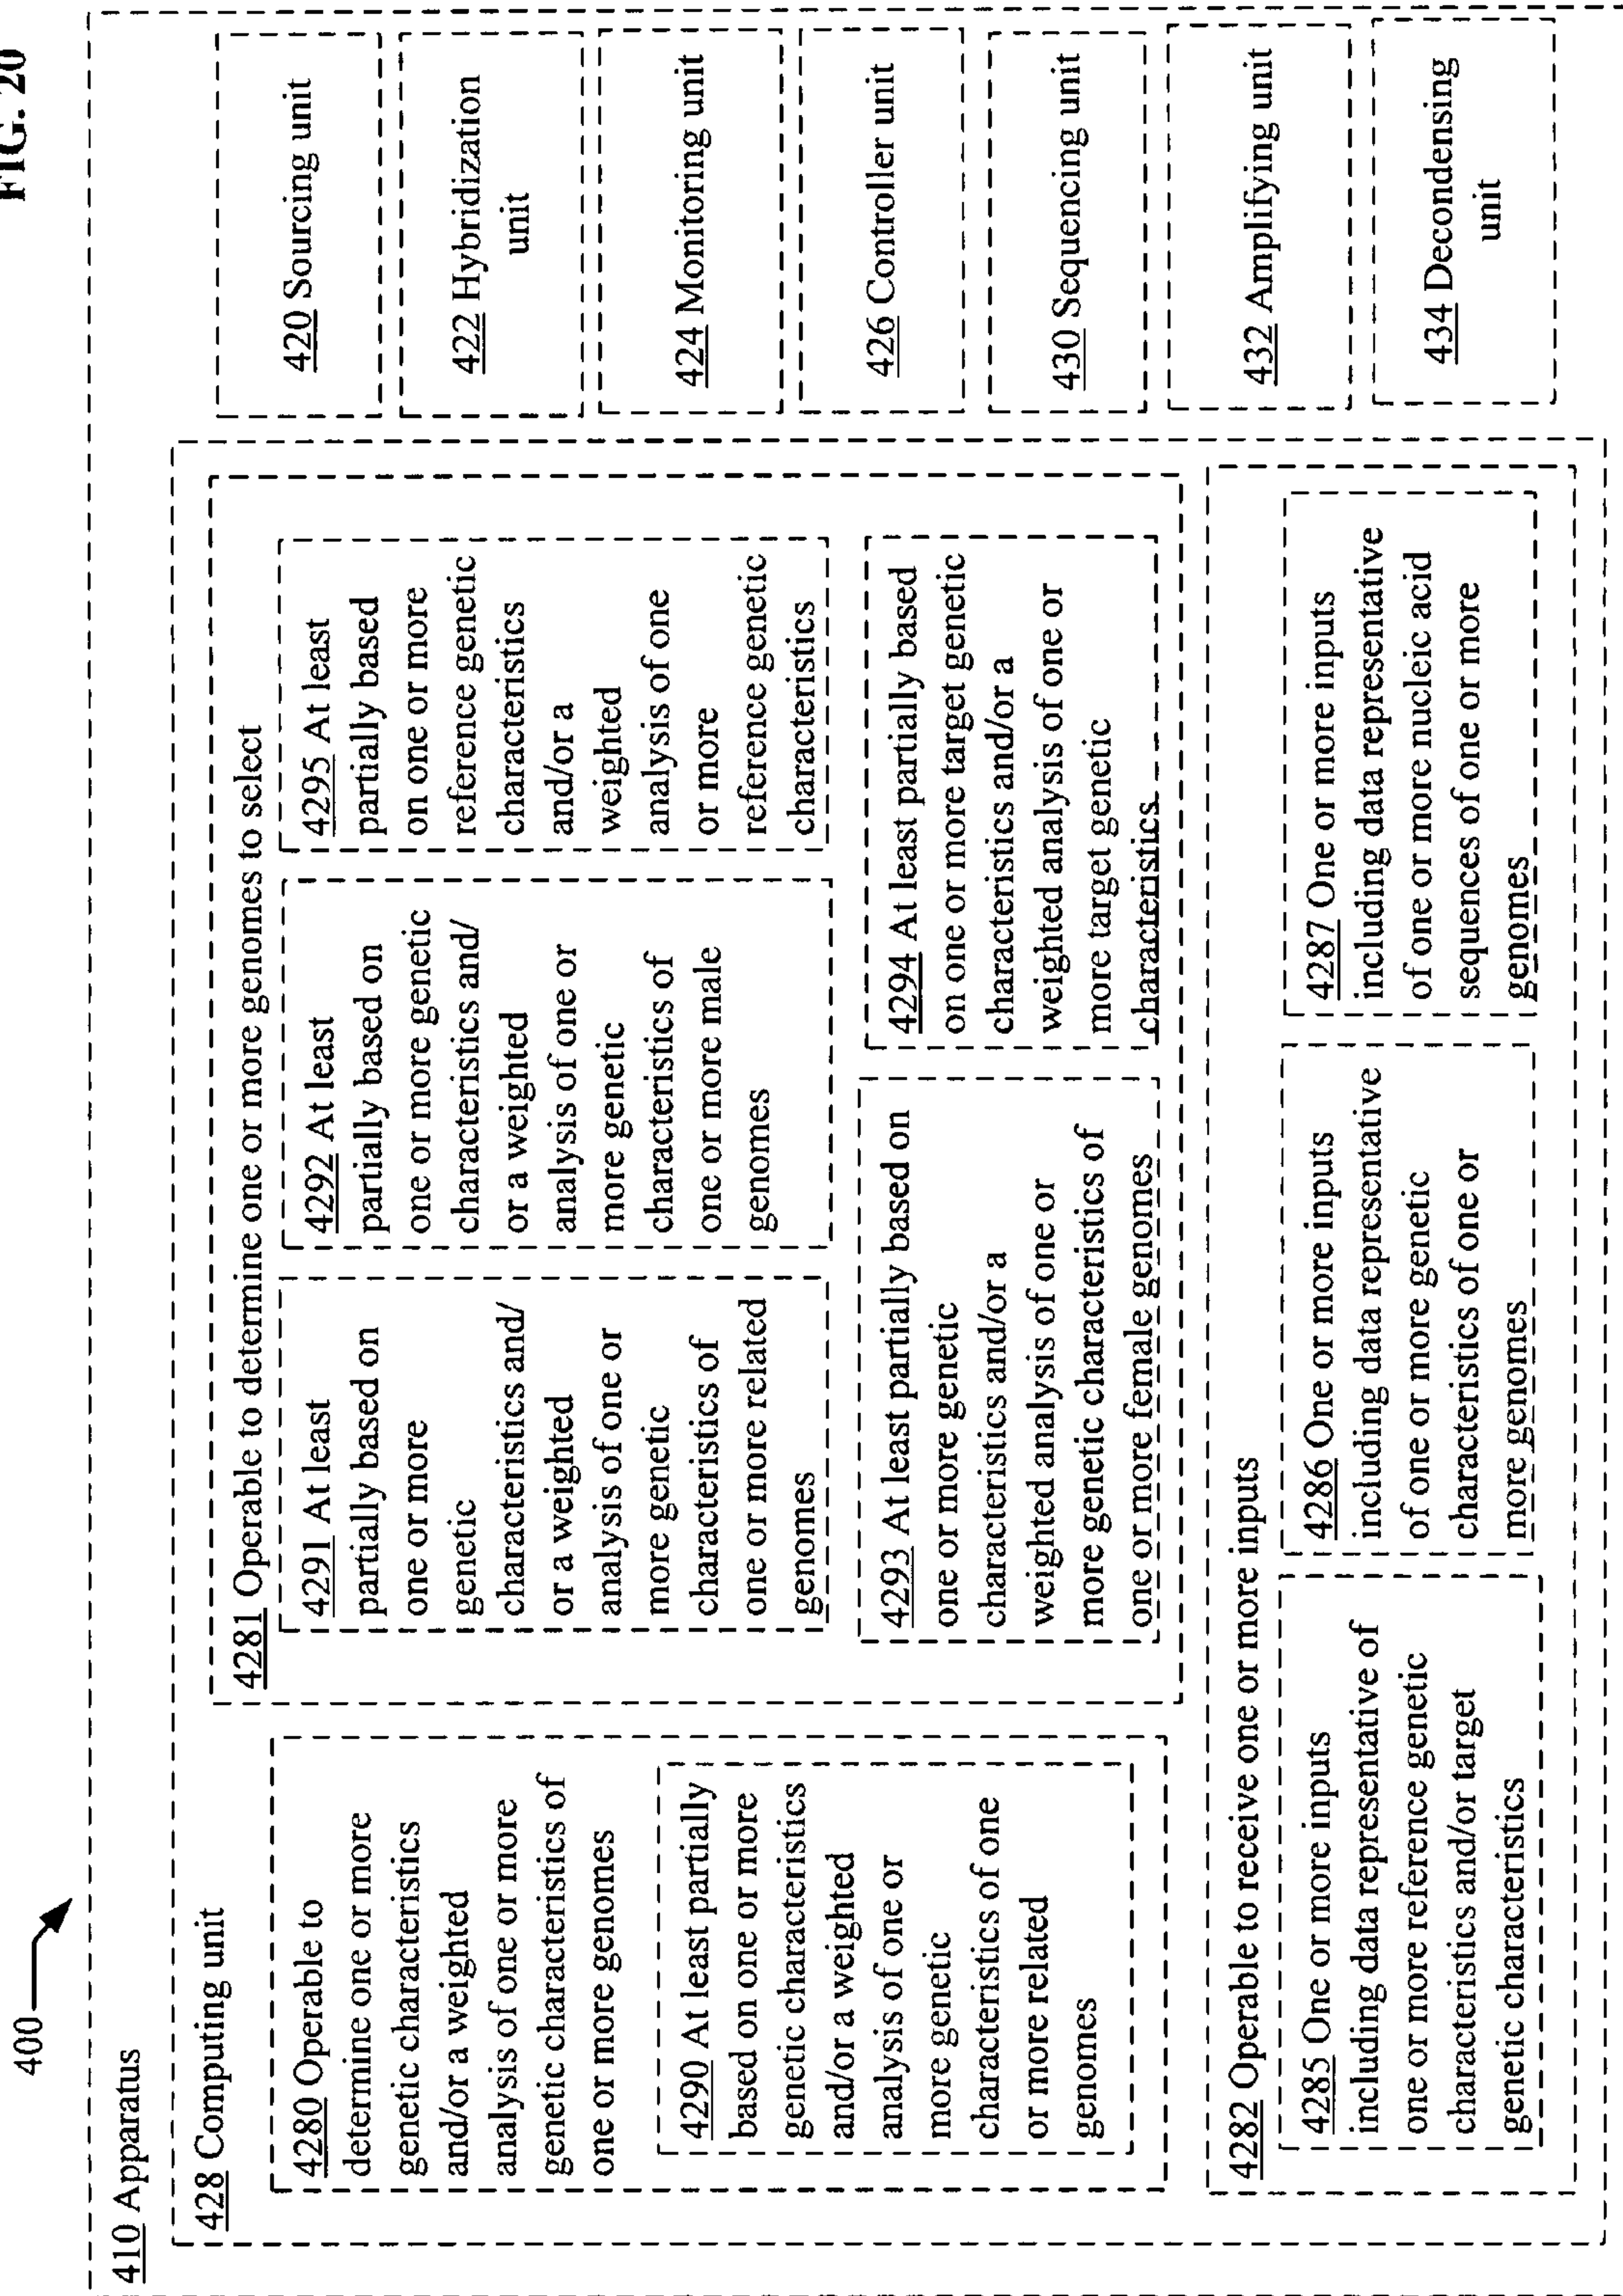 FIG. 20
400
410 Apparatus
428 Computing unit
4280 Operable to
determine one or more
genetic characteristics
and/or a weighted
analysis of one or more
genetic characteristics of
one or more genomes
4290 At least partially
based on one or more
genetic characteristics
and/or a weighted
analysis of one or
more genetic
characteristics of one
or more related
genomes
4281 Operable to determine one or more genomes to select
4291 At least
partially based on
one or more
genetic
characteristics and/
or a weighted
analysis of one or
more genetic
characteristics of
one or more related
genomes
4292 At least
partially based on
one or more genetic
characteristics and/
or a weighted
analysis of one or
more genetic
characteristics of
one or more male
genomes
4295 At least
partially based
on one or more
reference genetic
characteristics
and/or a
weighted
analysis of one
or more
reference genetic
characteristics
4293 At least partially based on
one or more genetic
characteristics and/or a
weighted analysis of one or
more genetic characteristics of
one or more female genomes
4294 At least partially based
on one or more target genetic
characteristics and/or a
weighted analysis of one or
more target genetic
characteristics
4282 Operable to receive one or more inputs
4285 One or more inputs
including data representative of
one or more reference genetic
characteristics and/or target
genetic characteristics
4286 One or more inputs
including data representative
of one or more genetic
characteristics of one or
more genomes
4287 One or more inputs
including data representative
of one or more nucleic acid
sequences of one or more
genomes
420 Sourcing unit
422 Hybridization
unit
424 Monitoring unit
426 Controller unit
430 Sequencing unit
432 Amplifying unit
434 Decondensing
unit